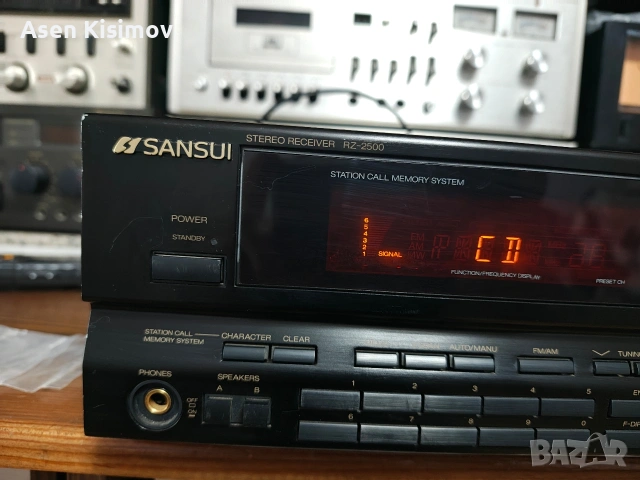 Asen Kisimov
SANSUI
STEREO RECEIVER RZ-2500
STATION CALL MEMORY SYSTEM
POWER
STANDBY
6
5
4
3
2
1
SIGNAL
CD
FUNCTION/FREQUENCY DISPLAY
PRESET CH
STATION CALL
MEMORY SYSTEM
CHARACTER
CLEAR
AUTO/MANU
FM/AM
TUNING
PHONES
OFF
ON
SPEAKERS
A
B
1
2
3
4
5
6
7
8
9
0
F-DIR
BAZAR